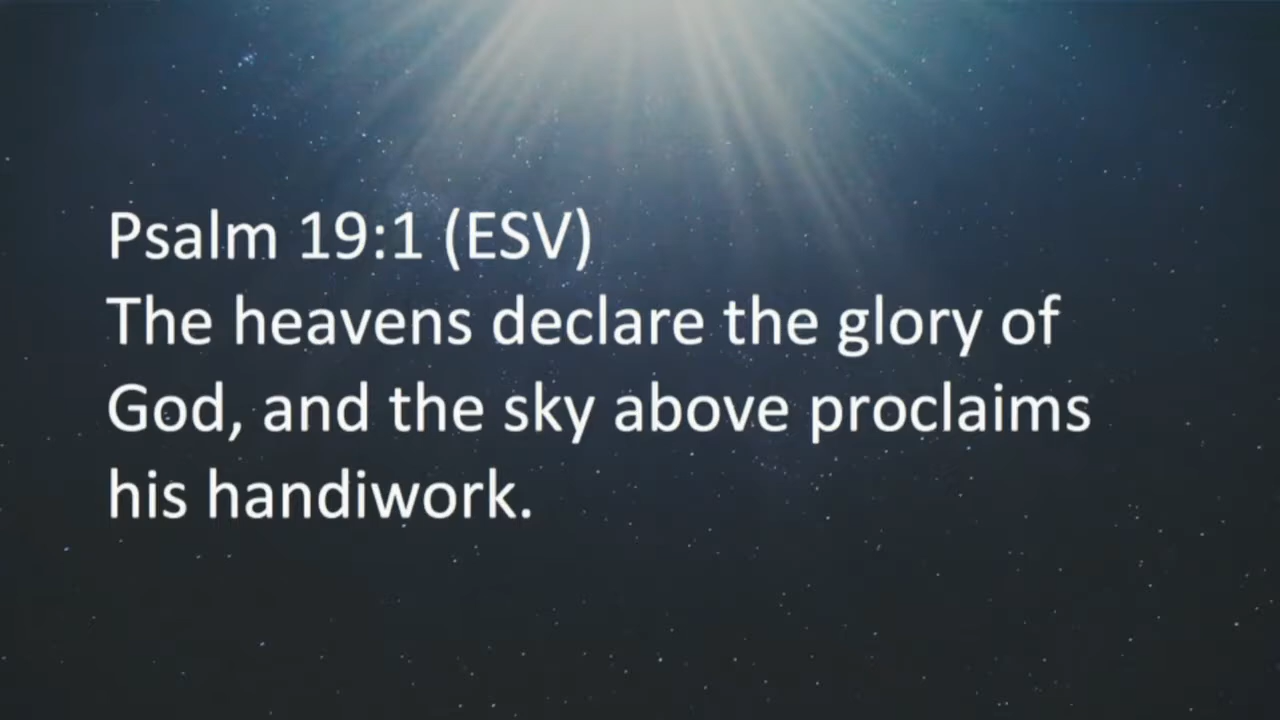 Psalm 19:1 (ESV)
The heavens declare the glory of
God, and the sky above proclaims
his handiwork.